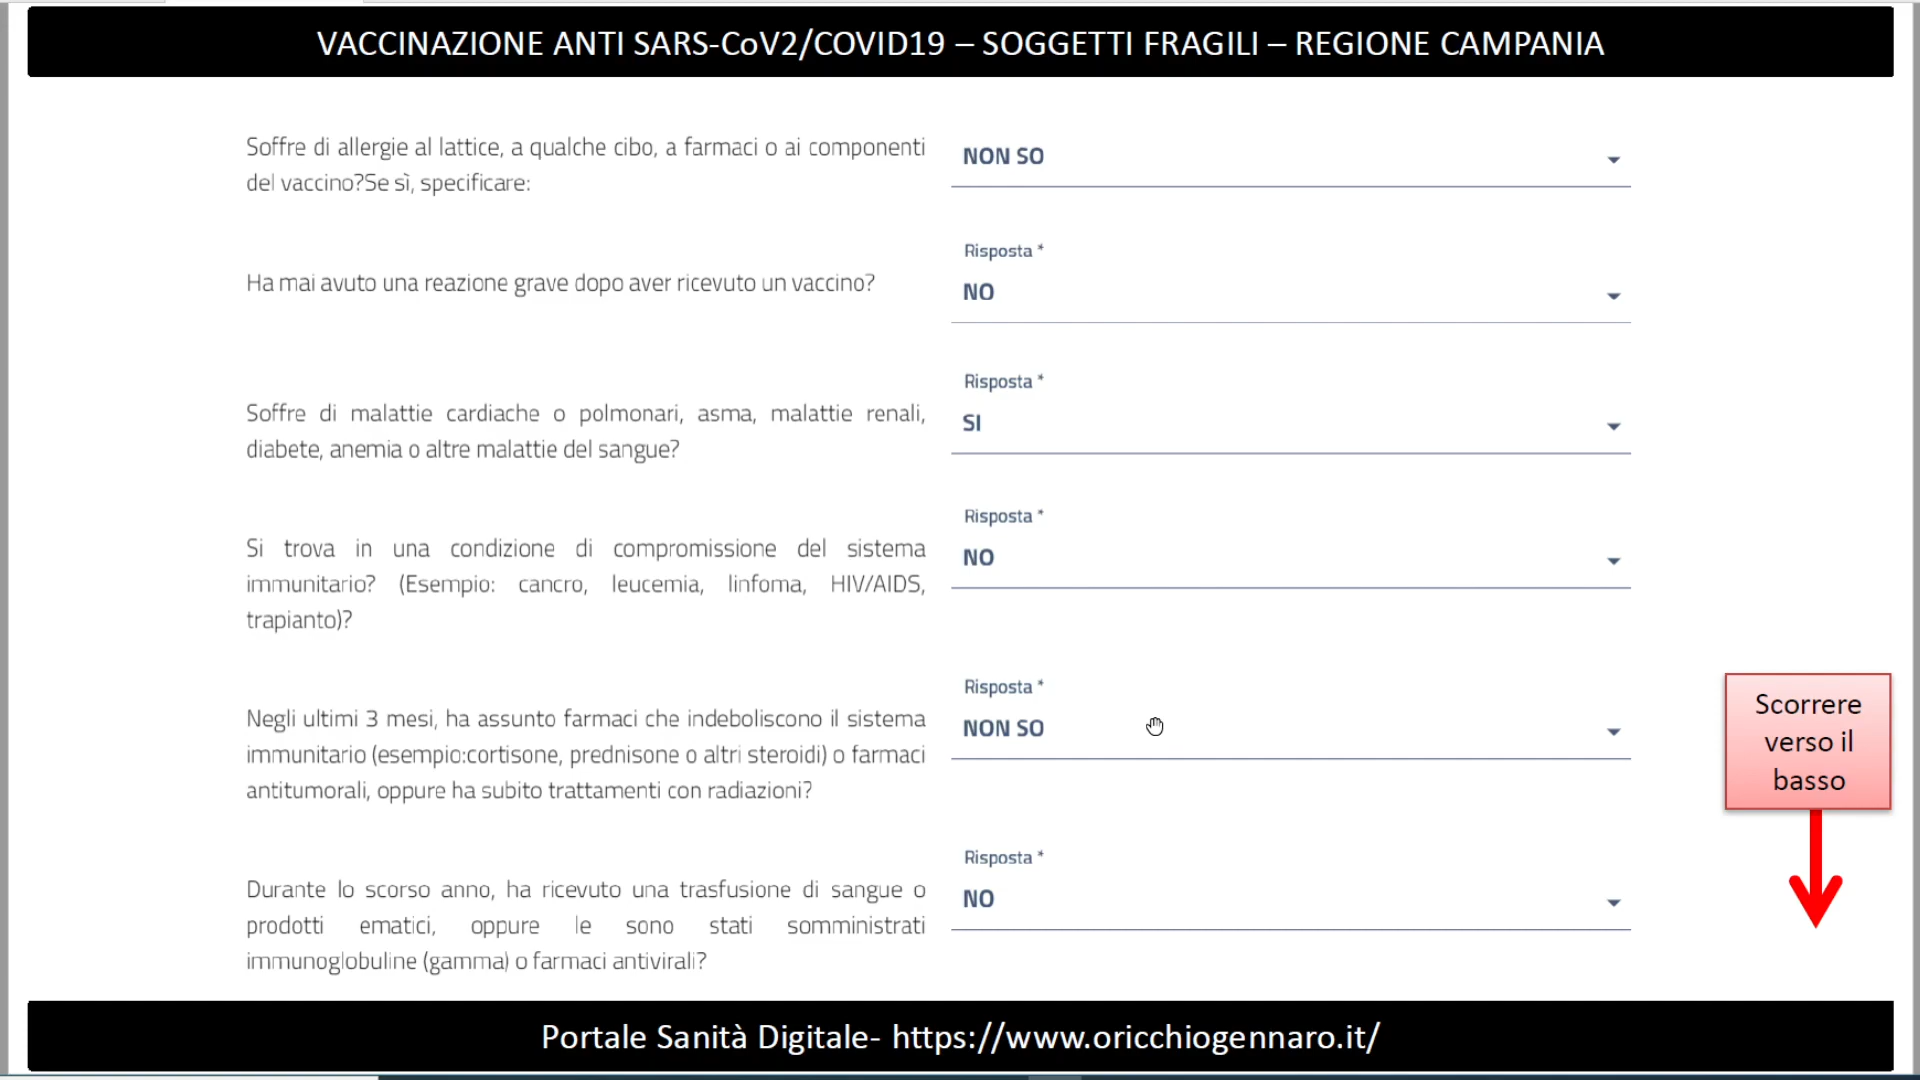 VACCINAZIONE ANTI SARS-CoV2/COVID19 – SOGGETTI FRAGILI – REGIONE CAMPANIA
Soffre di allergie al lattice, a qualche cibo, a farmaci o ai componenti
del vaccino?Se sì, specificare:
NON SO
Ha mai avuto una reazione grave dopo aver ricevuto un vaccino?
Risposta *
NO
Soffre di malattie cardiache o polmonari, asma, malattie renali,
diabete, anemia o altre malattie del sangue?
Risposta *
SI
Si trova in una condizione di compromissione del sistema
immunitario? (Esempio: cancro, leucemia, linfoma, HIV/AIDS,
trapianto)?
Risposta *
NO
Negli ultimi 3 mesi, ha assunto farmaci che indeboliscono il sistema
immunitario (esempio:cortisone, prednisone o altri steroidi) o farmaci
antitumorali, oppure ha subito trattamenti con radiazioni?
Risposta *
NON SO
Scorrere
verso il
basso
Durante lo scorso anno, ha ricevuto una trasfusione di sangue o
prodotti ematici, oppure le sono stati somministrati
immunoglobuline (gamma) o farmaci antivirali?
Risposta *
NO
Portale Sanità Digitale- https://www.oricchiogennaro.it/